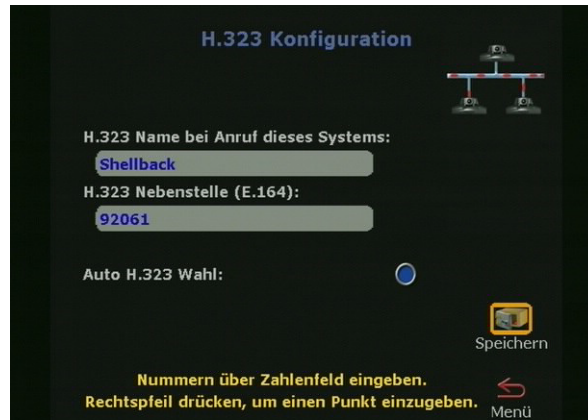 H.323 Konfiguration
H.323 Name bei Anruf dieses Systems:
Shellback
H.323 Nebenstelle (E.164):
92061
Auto H.323 Wahl:
Speichern
Nummern über Zahlenfeld eingeben.
Rechtspfeil drücken, um einen Punkt einzugeben.
Menü